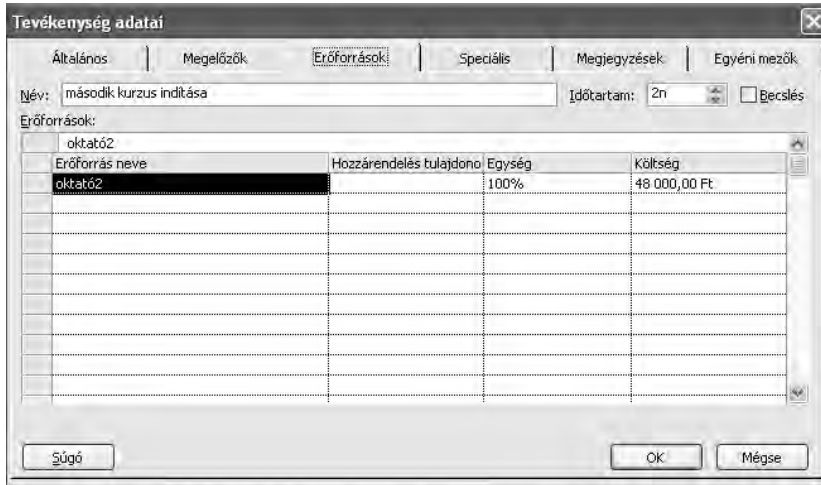 Tevékenység adatai
Általános Megelőzők Erőforrások Speciális Megjegyzések Egyéni mezők
Név: második kurzus indítása Időtartam: 2n Becslés
Erőforrások:
oktató2
Erőforrás neve Hozzárendelés tulajdono Egység Költség
oktató2 100% 48 000,00 Ft
Súgó OK Mégse